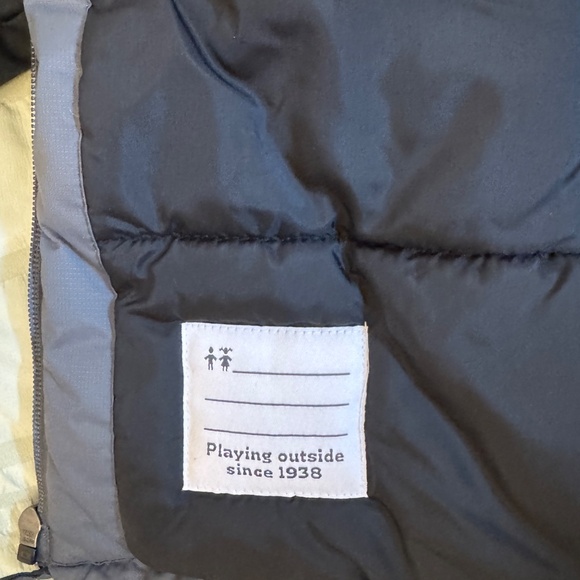 Playing outside
since 1938